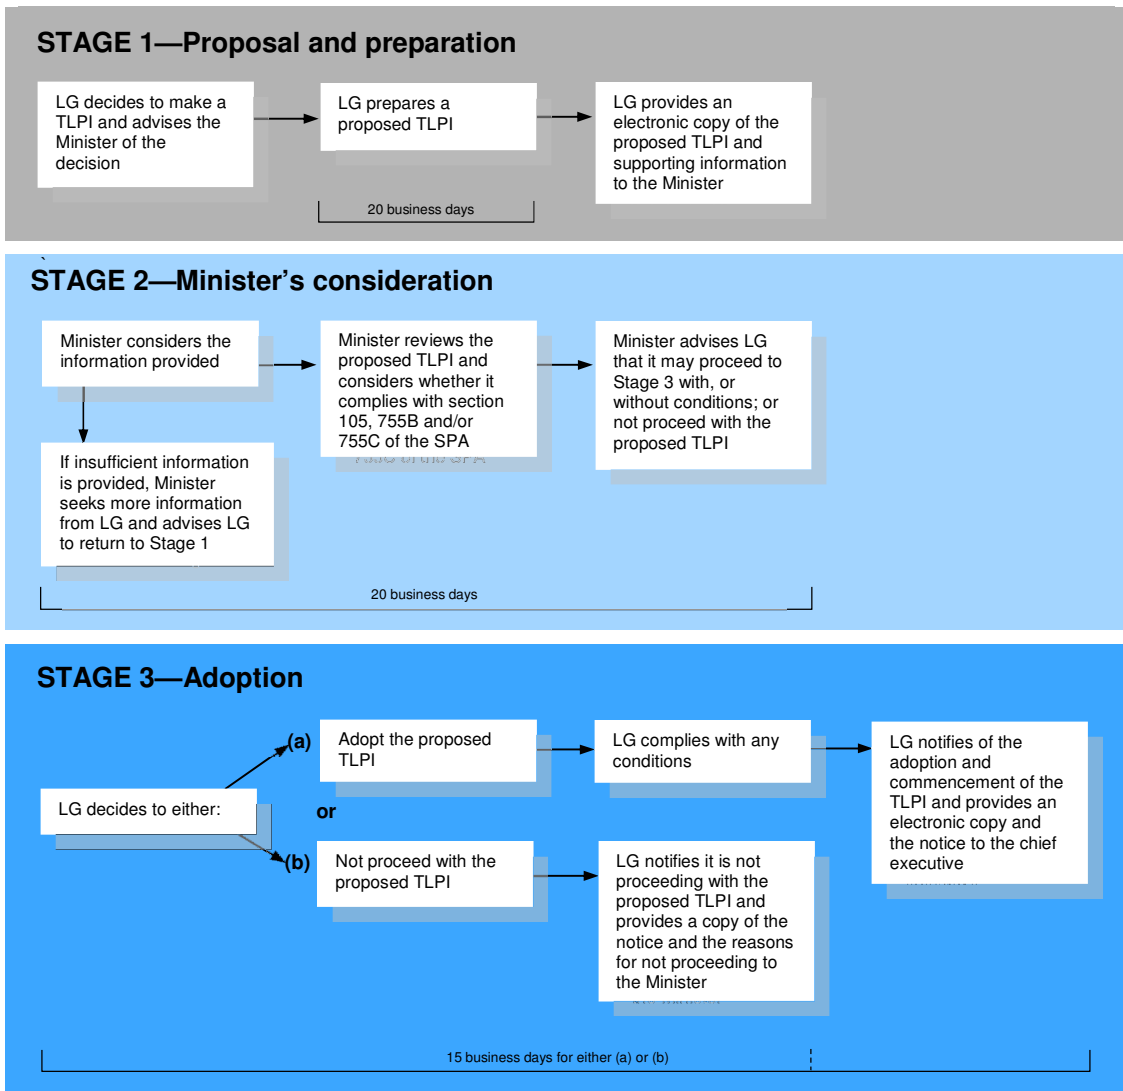 STAGE 1—Proposal and preparation
LG decides to make a
TLPI and advises the
Minister of the
decision
LG prepares a
proposed TLPI
LG provides an
electronic copy of the
proposed TLPI and
supporting information
to the Minister
20 business days
STAGE 2—Minister’s consideration
Minister considers the
information provided
Minister reviews the
proposed TLPI and
considers whether it
complies with section
105, 755B and/or
755C of the SPA
Minister advises LG
that it may proceed to
Stage 3 with, or
without conditions; or
not proceed with the
proposed TLPI
If insufficient information
is provided, Minister
seeks more information
from LG and advises LG
to return to Stage 1
20 business days
STAGE 3—Adoption
LG decides to either:
(a)
Adopt the proposed
TLPI
LG complies with any
conditions
LG notifies of the
adoption and
commencement of the
TLPI and provides an
electronic copy and
the notice to the chief
executive
or
(b)
Not proceed with the
proposed TLPI
LG notifies it is not
proceeding with the
proposed TLPI and
provides a copy of the
notice and the reasons
for not proceeding to
the Minister
15 business days for either (a) or (b)